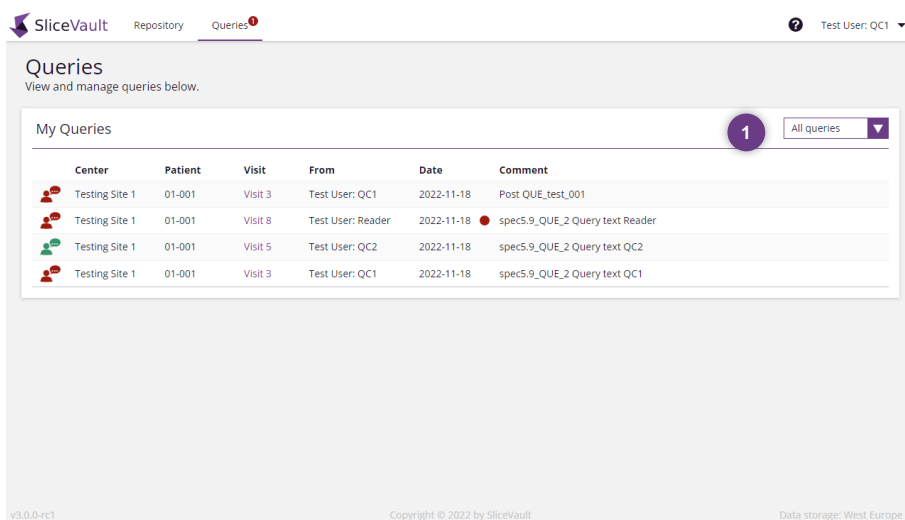 SliceVault Repository Queries 1 Test User: QC1
Queries
View and manage queries below.
My Queries 1 All queries
Center Patient Visit From Date Comment
Testing Site 1 01-001 Visit 3 Test User: QC1 2022-11-18 Post QUE_test_001
Testing Site 1 01-001 Visit 8 Test User: Reader 2022-11-18 spec5.9_QUE_2 Query text Reader
Testing Site 1 01-001 Visit 5 Test User: QC2 2022-11-18 spec5.9_QUE_2 Query text QC2
Testing Site 1 01-001 Visit 3 Test User: QC1 2022-11-18 spec5.9_QUE_2 Query text QC1
v3.0.0-rc1 Copyright © 2022 by SliceVault Data storage: West Europe